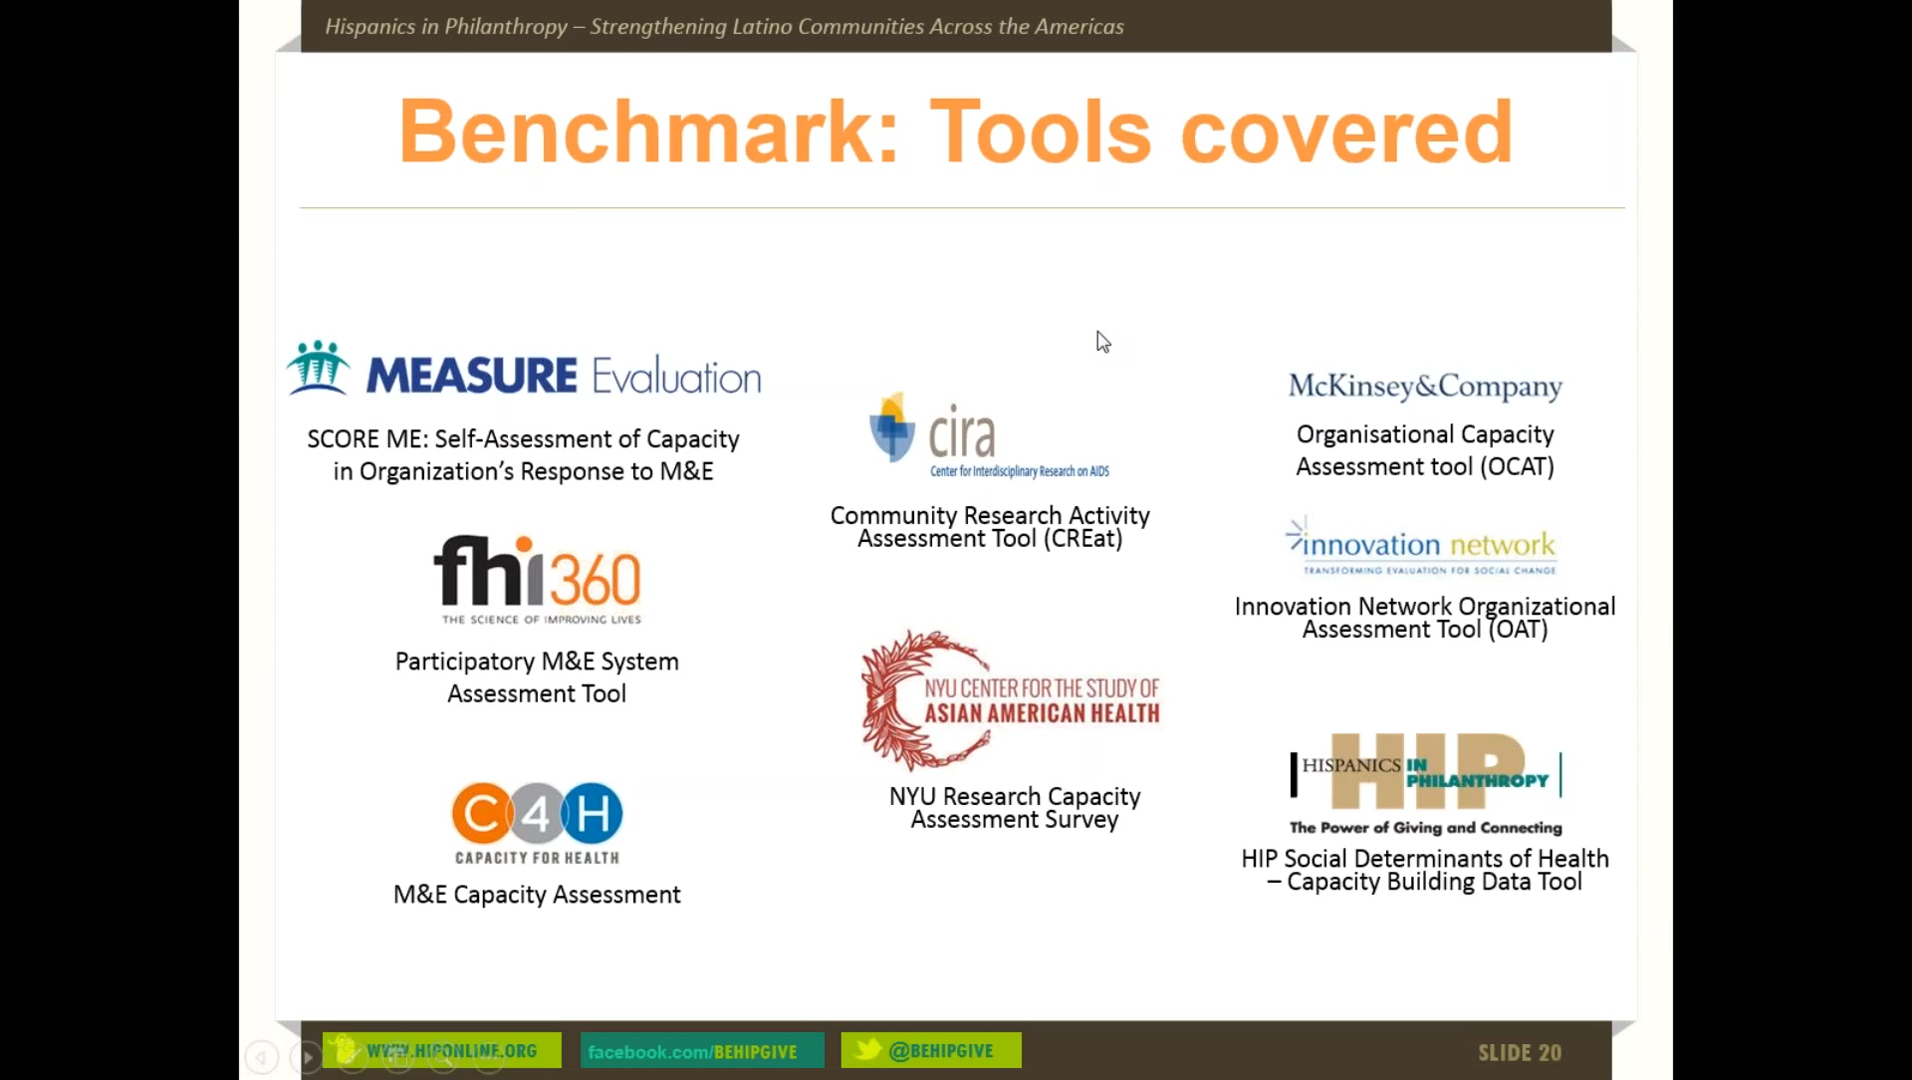 Hispanics in Philanthropy – Strengthening Latino Communities Across the Americas
Benchmark: Tools covered
MEASURE Evaluation
SCORE ME: Self-Assessment of Capacity
in Organization's Response to M&E
fhi360
THE SCIENCE OF IMPROVING LIVES
Participatory M&E System
Assessment Tool
C4H
CAPACITY FOR HEALTH
M&E Capacity Assessment
cira
Center for Interdisciplinary Research on AIDS
Community Research Activity
Assessment Tool (CREat)
NYU CENTER FOR THE STUDY OF
ASIAN AMERICAN HEALTH
NYU Research Capacity
Assessment Survey
McKinsey&Company
Organisational Capacity
Assessment tool (OCAT)
innovation network
TRANSFORMING EVALUATION FOR SOCIAL CHANGE
Innovation Network Organizational
Assessment Tool (OAT)
HIP
HISPANICS IN
PHILANTHROPY
The Power of Giving and Connecting
HIP Social Determinants of Health
– Capacity Building Data Tool
WWW.HIPONLINE.ORG
facebook.com/BEHIPGIVE
@BEHIPGIVE
SLIDE 20